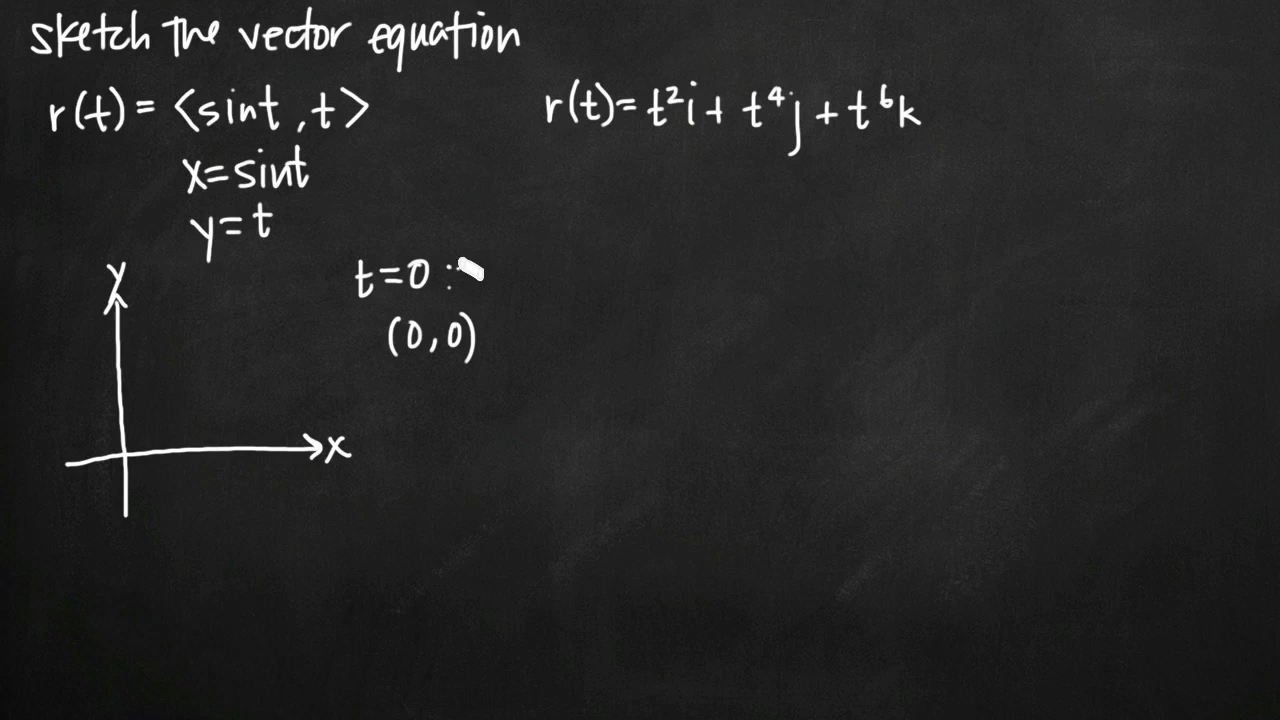 sketch the vector equation
r(t) = <sint, t>
x=sint
y=t
r(t)= t²i + t⁴j + t⁶k
y
t=0 :
(0,0)
x